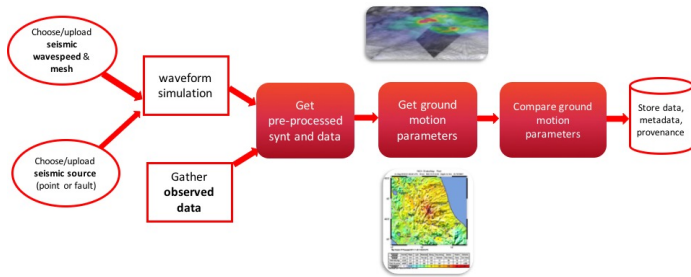 Choose/upload
seismic
wavespeed &
mesh
waveform
simulation
Choose/upload
seismic source
(point or fault)
Gather
observed
data
Get
pre-processed
synt and data
Get ground
motion
parameters
Compare ground
motion
parameters
Store data,
metadata,
provenance